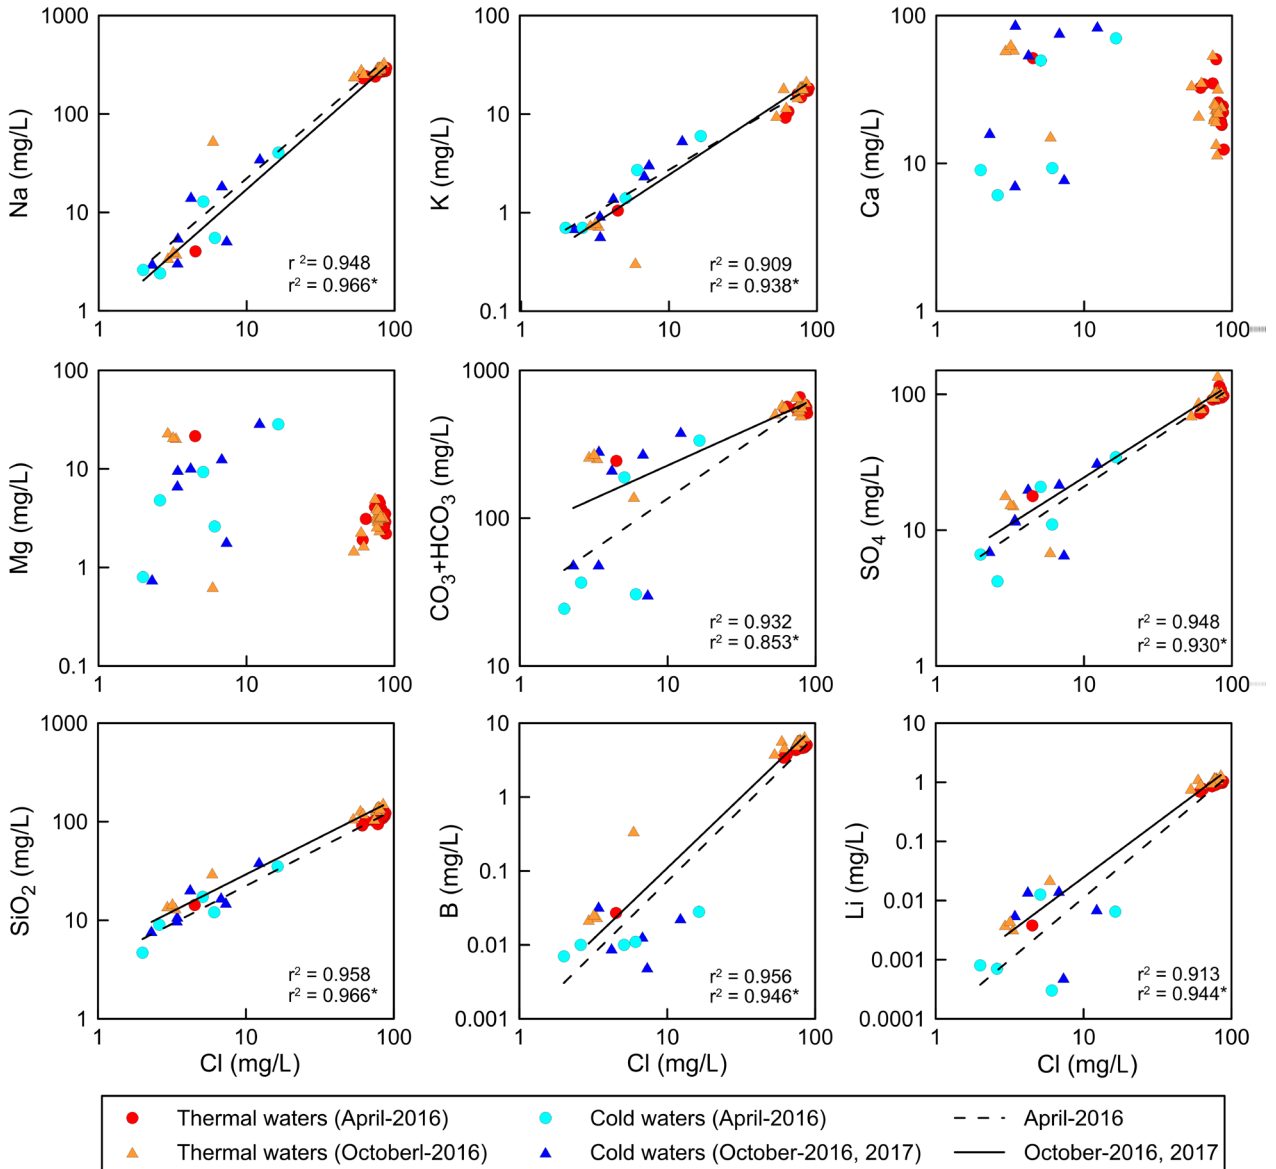 1000
100
10
1
Na (mg/L)
r ²= 0.948
r² = 0.966*
1
10
100
100
10
1
0.1
K (mg/L)
r² = 0.909
r² = 0.938*
1
10
100
100
10
1
Ca (mg/L)
1
10
100
100
10
1
0.1
Mg (mg/L)
1
10
100
1000
100
10
CO₃+HCO₃ (mg/L)
r² = 0.932
r² = 0.853*
1
10
100
100
10
1
SO₄ (mg/L)
r² = 0.948
r² = 0.930*
1
10
100
1000
100
10
1
SiO₂ (mg/L)
r² = 0.958
r² = 0.966*
1
10
100
Cl (mg/L)
10
1
0.1
0.01
0.001
B (mg/L)
r² = 0.956
r² = 0.946*
1
10
100
Cl (mg/L)
10
1
0.1
0.01
0.001
0.0001
Li (mg/L)
r² = 0.913
r² = 0.944*
1
10
100
Cl (mg/L)
Thermal waters (April-2016) Cold waters (April-2016) April-2016
Thermal waters (Octoberl-2016) Cold waters (October-2016, 2017) October-2016, 2017